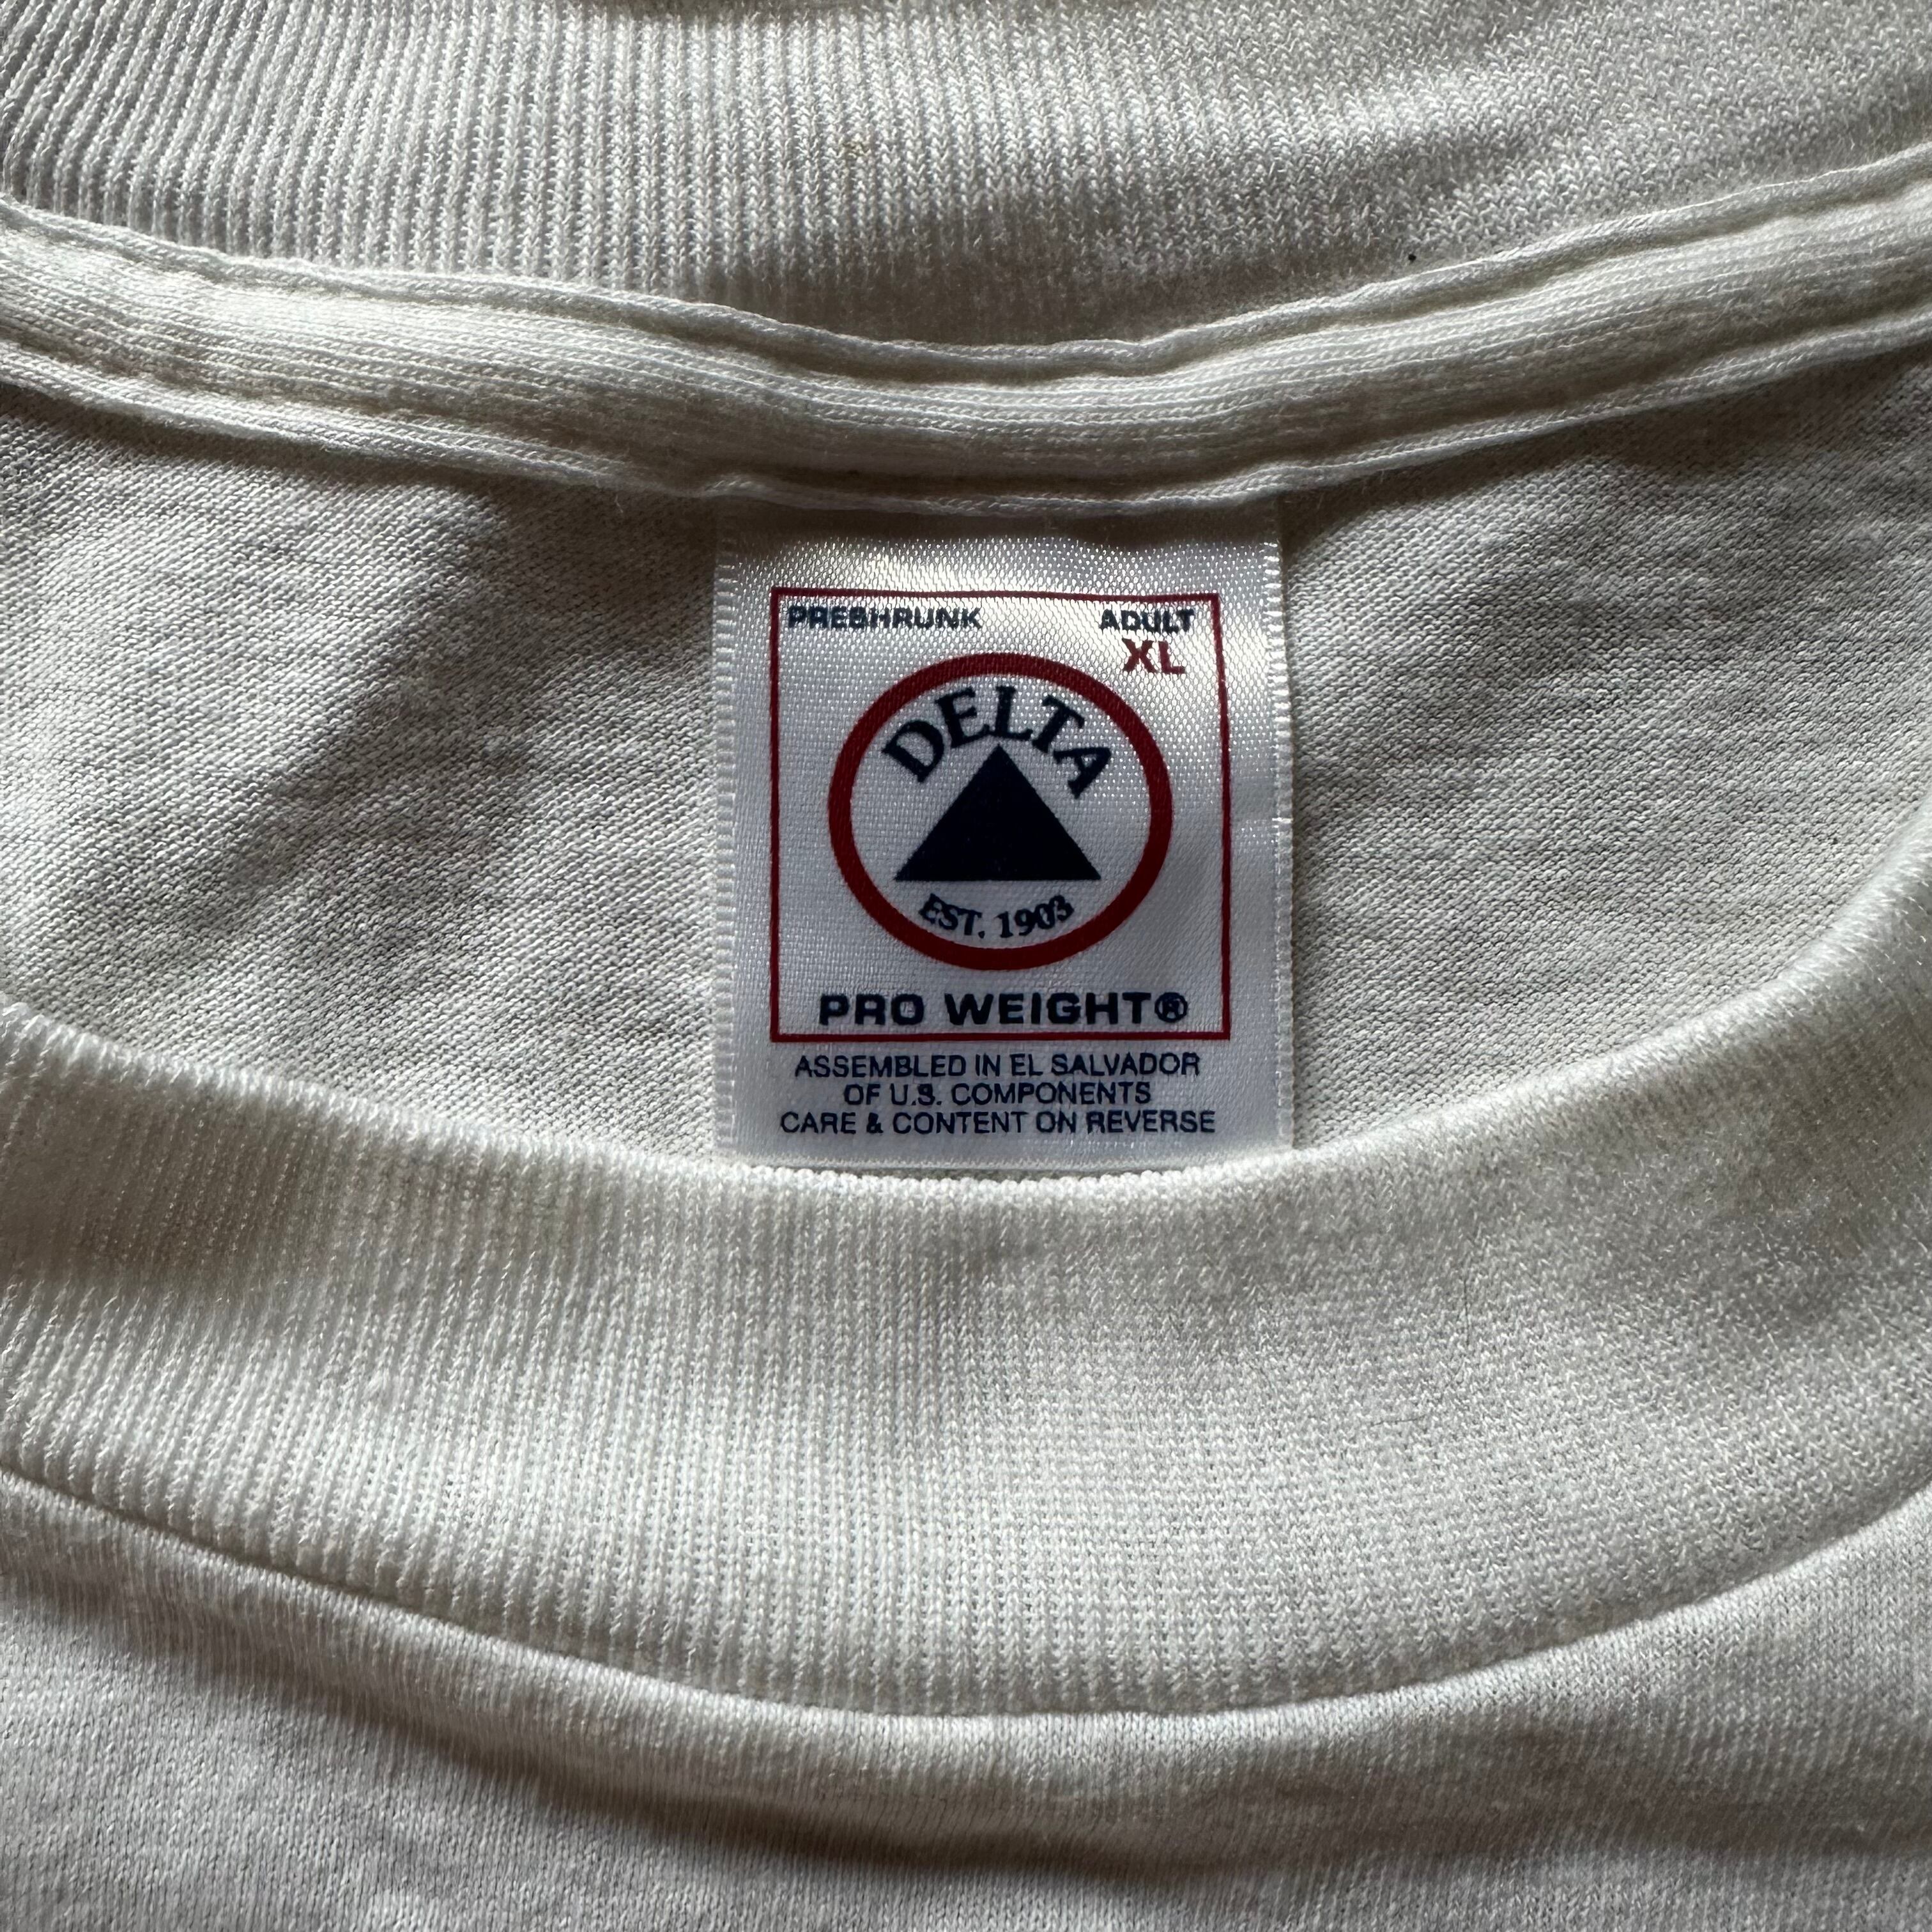 PRESHRUNK ADULT
XL
DELTA
EST. 1903
PRO WEIGHT®
ASSEMBLED IN EL SALVADOR
OF U.S. COMPONENTS
CARE & CONTENT ON REVERSE